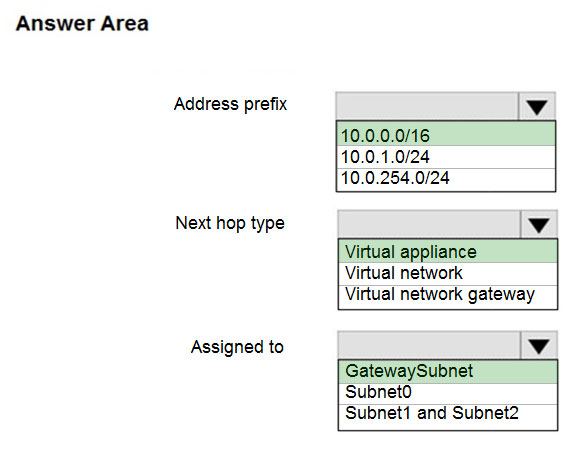 Answer Area
Address prefix
10.0.0.0/16
10.0.1.0/24
10.0.254.0/24
Next hop type
Virtual appliance
Virtual network
Virtual network gateway
Assigned to
GatewaySubnet
Subnet0
Subnet1 and Subnet2